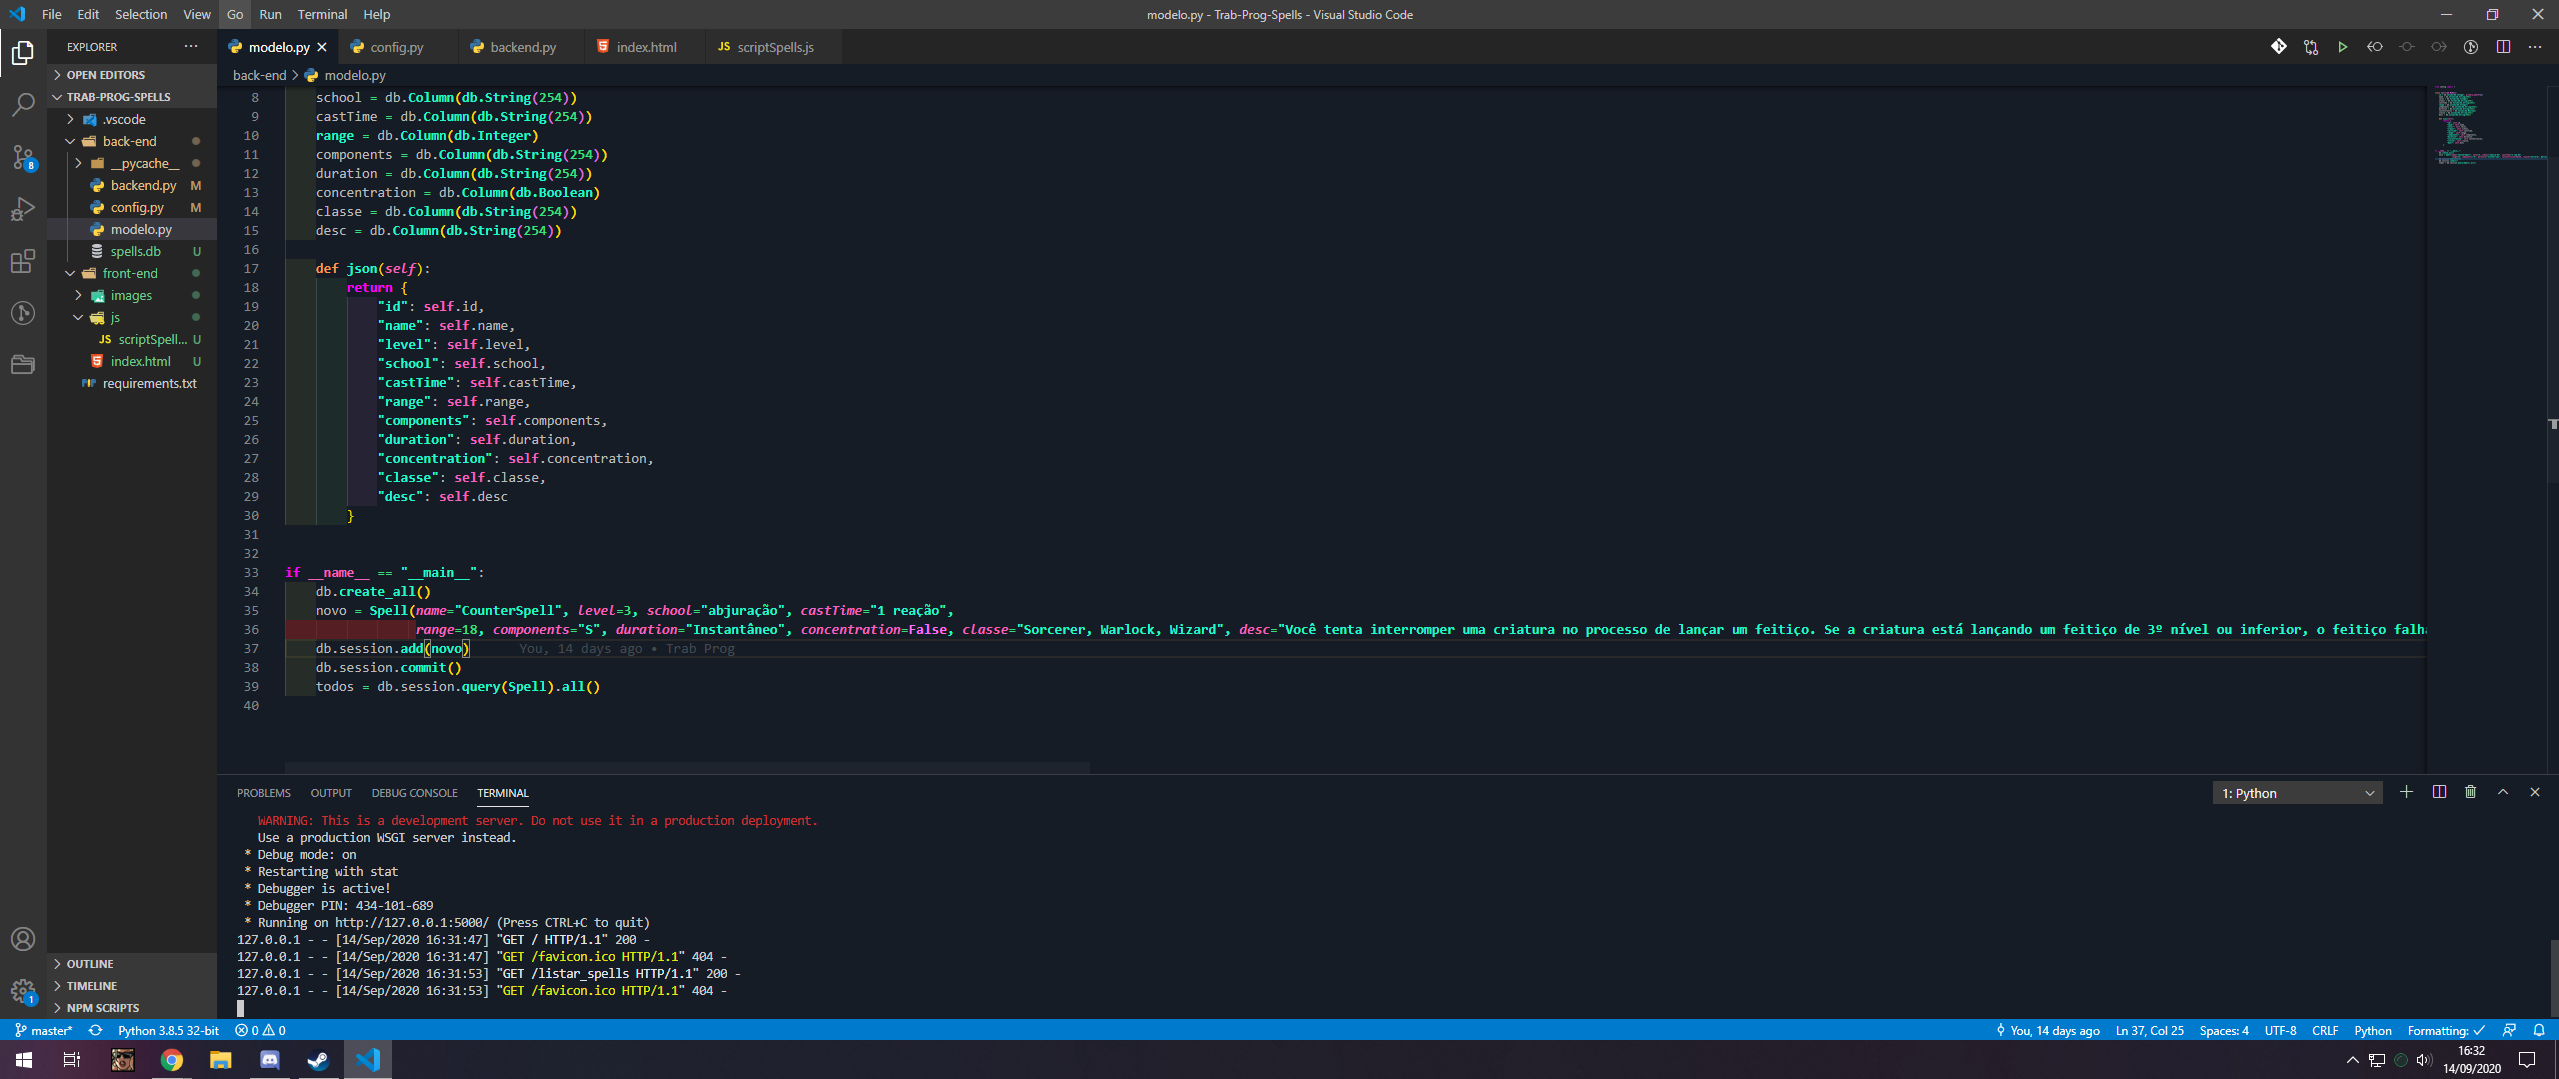 File Edit Selection View Go Run Terminal Help
modelo.py - Trab-Prog-Spells - Visual Studio Code
EXPLORER
OPEN EDITORS
TRAB-PROG-SPELLS
.vscode
back-end
__pycache__
backend.py M
config.py M
modelo.py
spells.db U
front-end
images
js
JS scriptSpell... U
index.html U
requirements.txt
OUTLINE
TIMELINE
NPM SCRIPTS
8
1
modelo.py config.py backend.py index.html JS scriptSpells.js
back-end > modelo.py
8 school = db.Column(db.String(254))
9 castTime = db.Column(db.String(254))
10 range = db.Column(db.Integer)
11 components = db.Column(db.String(254))
12 duration = db.Column(db.String(254))
13 concentration = db.Column(db.Boolean)
14 classe = db.Column(db.String(254))
15 desc = db.Column(db.String(254))
16
17 def json(self):
18 return {
19 "id": self.id,
20 "name": self.name,
21 "level": self.level,
22 "school": self.school,
23 "castTime": self.castTime,
24 "range": self.range,
25 "components": self.components,
26 "duration": self.duration,
27 "concentration": self.concentration,
28 "classe": self.classe,
29 "desc": self.desc
30 }
31
32
33 if __name__ == "__main__":
34 db.create_all()
35 novo = Spell(name="CounterSpell", level=3, school="abjuração", castTime="1 reação",
36 range=18, components="S", duration="Instantâneo", concentration=False, classe="Sorcerer, Warlock, Wizard", desc="Você tenta interromper uma criatura no processo de lançar um feitiço. Se a criatura está lançando um feitiço de 3º nível ou inferior, o feitiço falha
37 db.session.add(novo) You, 14 days ago • Trab Prog
38 db.session.commit()
39 todos = db.session.query(Spell).all()
40
PROBLEMS OUTPUT DEBUG CONSOLE TERMINAL
1: Python
WARNING: This is a development server. Do not use it in a production deployment.
Use a production WSGI server instead.
* Debug mode: on
* Restarting with stat
* Debugger is active!
* Debugger PIN: 434-101-689
* Running on http://127.0.0.1:5000/ (Press CTRL+C to quit)
127.0.0.1 - - [14/Sep/2020 16:31:47] "GET / HTTP/1.1" 200 -
127.0.0.1 - - [14/Sep/2020 16:31:47] "GET /favicon.ico HTTP/1.1" 404 -
127.0.0.1 - - [14/Sep/2020 16:31:53] "GET /listar_spells HTTP/1.1" 200 -
127.0.0.1 - - [14/Sep/2020 16:31:53] "GET /favicon.ico HTTP/1.1" 404 -
master* Python 3.8.5 32-bit 0 0 You, 14 days ago Ln 37, Col 25 Spaces: 4 UTF-8 CRLF Python Formatting: ✓
16:32
14/09/2020